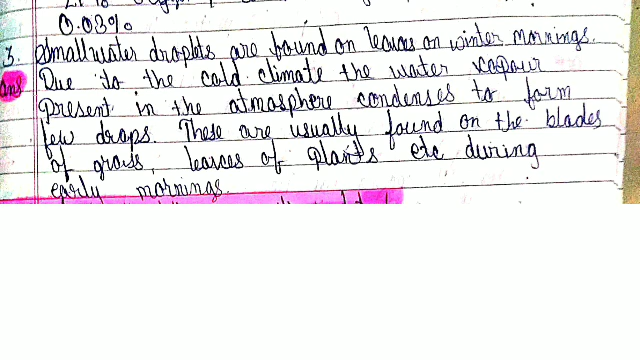 0.03%
3. Small water droplets are found on leaves on winter mornings.
Ans Due to the cold climate the water vapour
present in the atmosphere condenses to form
few drops. These are usually found on the blades
of grass, leaves of plants etc during
early mornings.